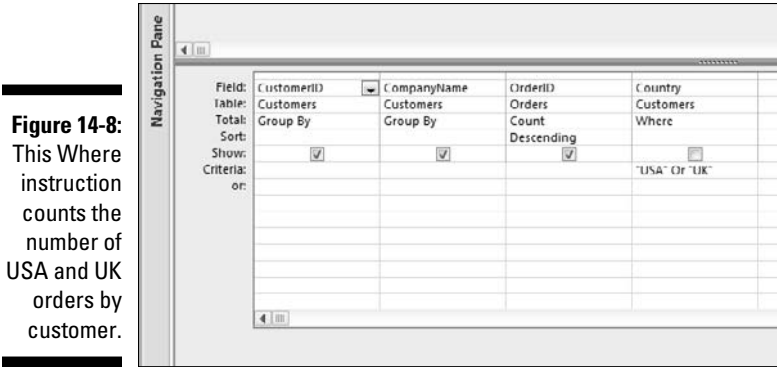 Figure 14-8:
This Where
instruction
counts the
number of
USA and UK
orders by
customer.
Navigation Pane
Field: CustomerID CompanyName OrderID Country
Table: Customers Customers Orders Customers
Total: Group By Group By Count Where
Sort: Descending
Show:
Criteria: "USA" Or "UK"
or: